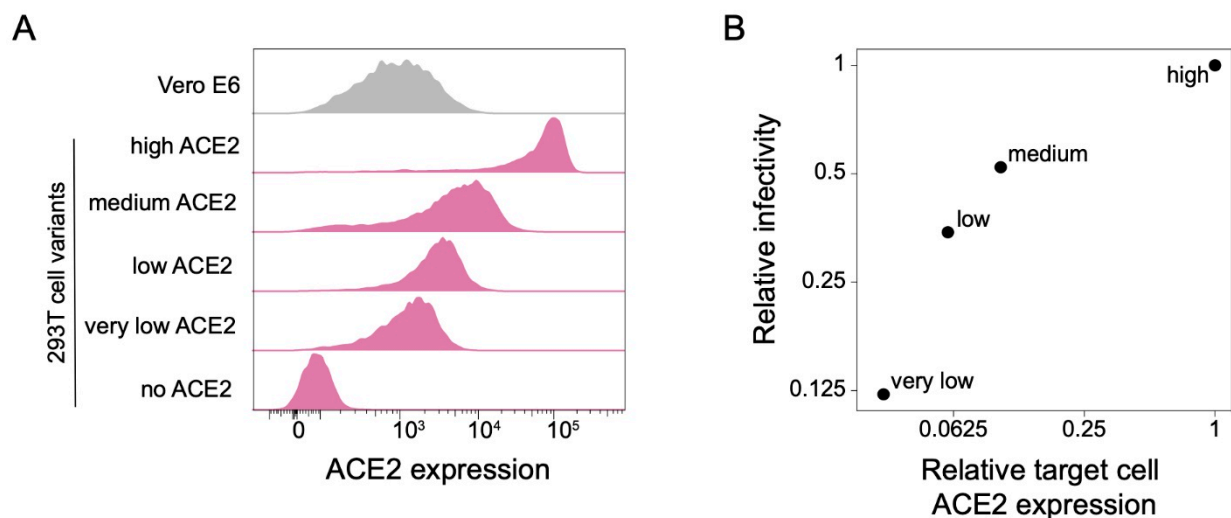 A
Vero E6
high ACE2
medium ACE2
low ACE2
very low ACE2
no ACE2
293T cell variants
0
10³
10⁴
10⁵
ACE2 expression
B
1
0.5
0.25
0.125
Relative infectivity
high
medium
low
very low
0.0625
0.25
1
Relative target cell
ACE2 expression